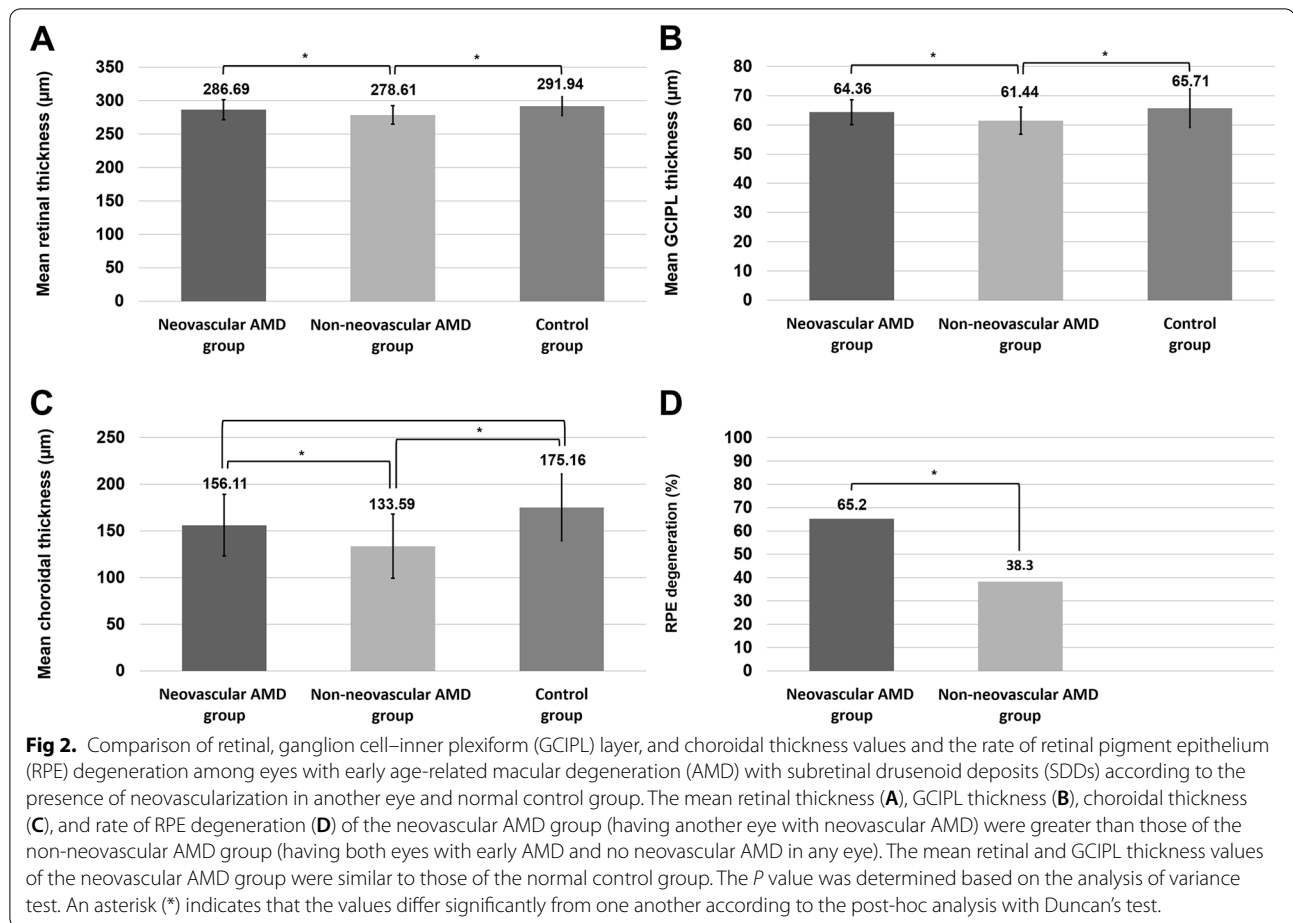 A
*
*
Mean retinal thickness (µm)
350
300
250
200
150
100
50
0
286.69
278.61
291.94
Neovascular AMD group
Non-neovascular AMD group
Control group
B
*
*
Mean GCIPL thickness (µm)
80
70
60
50
40
30
20
10
0
64.36
61.44
65.71
Neovascular AMD group
Non-neovascular AMD group
Control group
C
*
*
Mean choroidal thickness (µm)
250
200
150
100
50
0
156.11
133.59
175.16
Neovascular AMD group
Non-neovascular AMD group
Control group
D
*
RPE degeneration (%)
100
90
80
70
60
50
40
30
20
10
0
65.2
38.3
Neovascular AMD group
Non-neovascular AMD group
Fig 2. Comparison of retinal, ganglion cell–inner plexiform (GCIPL) layer, and choroidal thickness values and the rate of retinal pigment epithelium
(RPE) degeneration among eyes with early age-related macular degeneration (AMD) with subretinal drusenoid deposits (SDDs) according to the
presence of neovascularization in another eye and normal control group. The mean retinal thickness (A), GCIPL thickness (B), choroidal thickness
(C), and rate of RPE degeneration (D) of the neovascular AMD group (having another eye with neovascular AMD) were greater than those of the
non-neovascular AMD group (having both eyes with early AMD and no neovascular AMD in any eye). The mean retinal and GCIPL thickness values
of the neovascular AMD group were similar to those of the normal control group. The P value was determined based on the analysis of variance
test. An asterisk (*) indicates that the values differ significantly from one another according to the post-hoc analysis with Duncan's test.